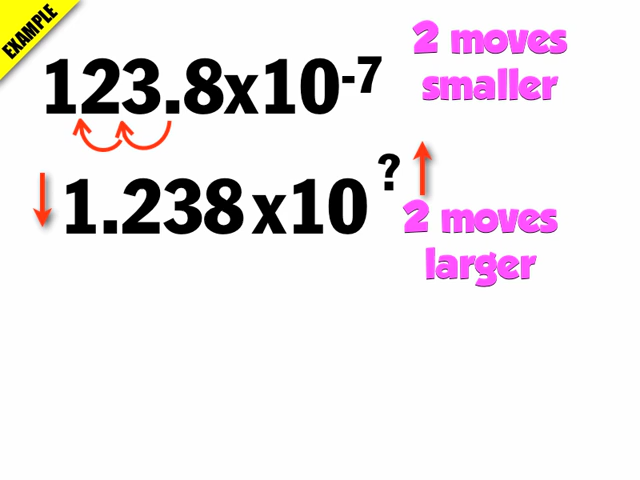 EXAMPLE
123.8x10-7
2 moves
smaller
1.238x10?
2 moves
larger